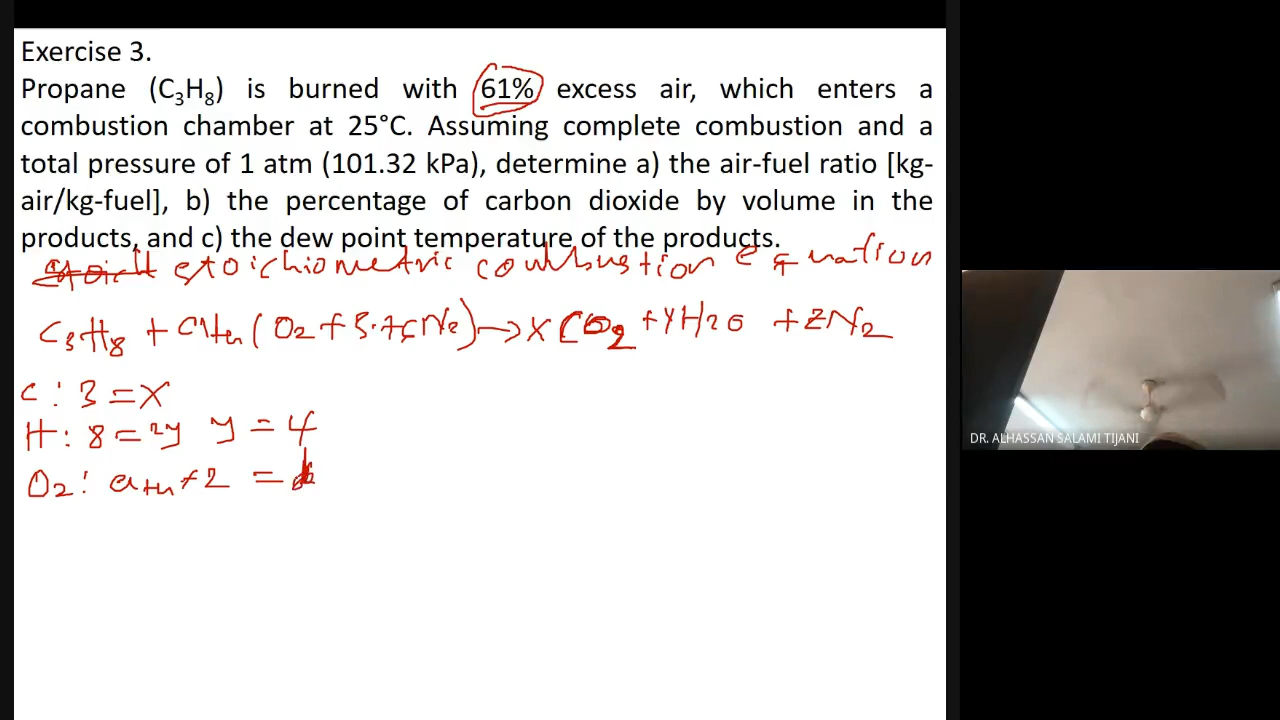 Exercise 3.
Propane (C₃H₈) is burned with 61% excess air, which enters a
combustion chamber at 25°C. Assuming complete combustion and a
total pressure of 1 atm (101.32 kPa), determine a) the air-fuel ratio [kg-
air/kg-fuel], b) the percentage of carbon dioxide by volume in the
products, and c) the dew point temperature of the products.
stoichiometric combustion equation
C₃H₈ + aₜₕ(O₂ + 3.76N₂) → XCO₂ + YH₂O + ZN₂
C : 3 = X
H : 8 = 2y y = 4
O₂ : aₜₕ × 2 =
DR. ALHASSAN SALAMI TIJANI